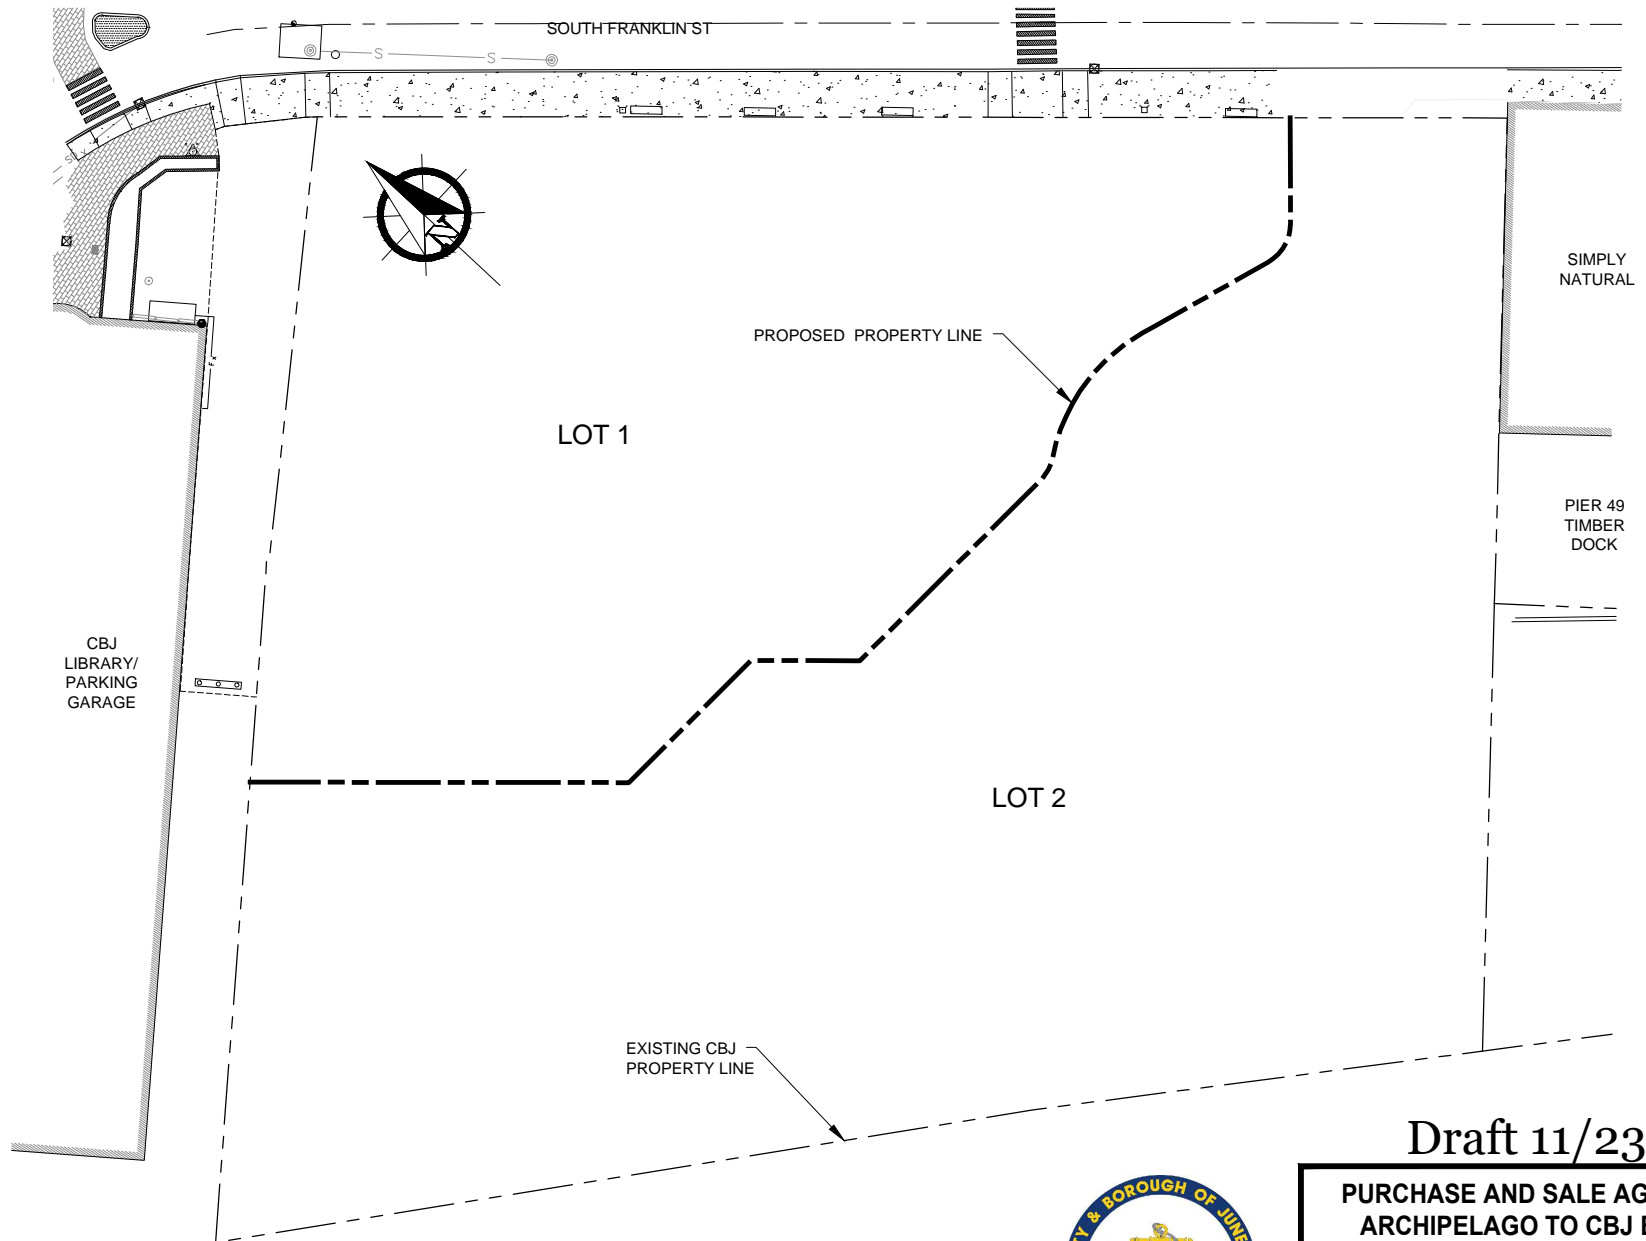 SOUTH FRANKLIN ST
S
S
SIMPLY
NATURAL
PROPOSED PROPERTY LINE
LOT 1
PIER 49
TIMBER
DOCK
CBJ
LIBRARY/
PARKING
GARAGE
LOT 2
EXISTING CBJ
PROPERTY LINE
Draft 11/23
PURCHASE AND SALE AG
ARCHIPELAGO TO CBJ
Y & BOROUGH OF JUNE